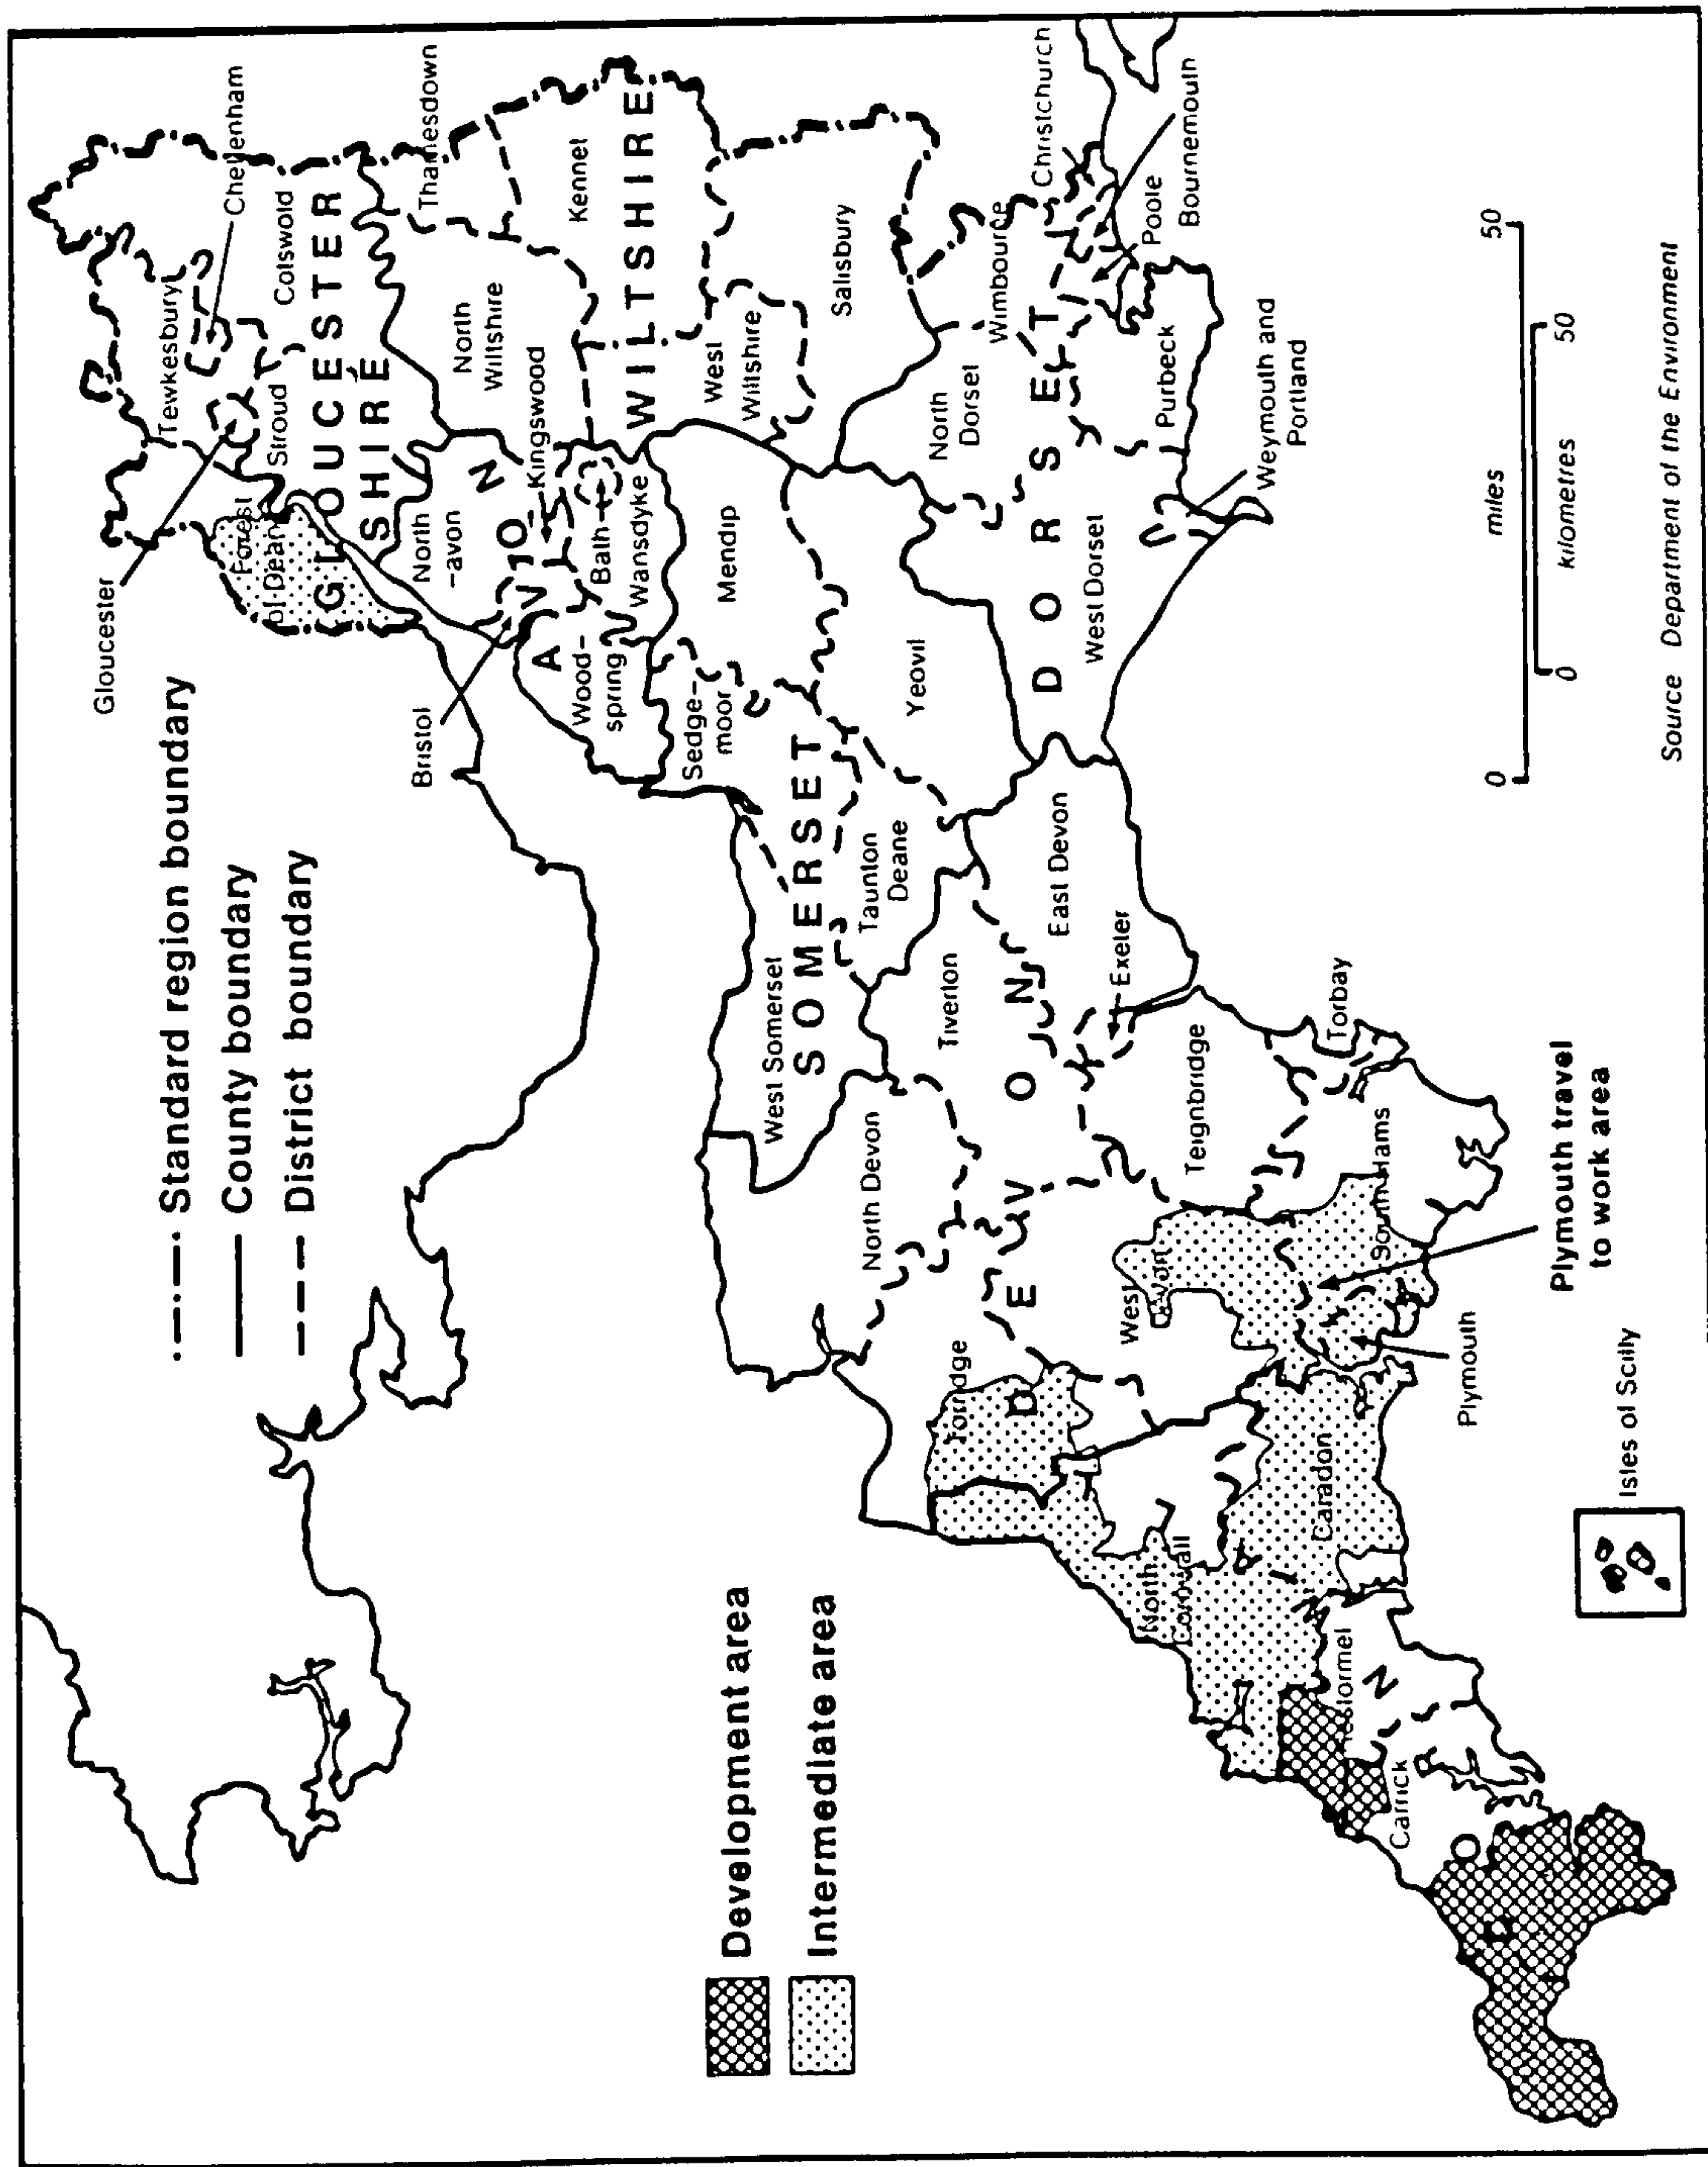 Standard region boundary
County boundary
District boundary
Development area
Intermediate area
Gloucester
Bristol
Tewkesbury
Cheltenham
Forest
of Dean
Stroud
Cotswold
GLOUCESTER
SHIRE
Thamesdown
North
-avon
AVON
Kingswood
Bath
Wansdyke
Wood-
spring
North
Wiltshire
Kennet
WILTSHIRE
West
Wiltshire
Salisbury
Sedge-
moor
Mendip
West Somerset
SOMERSET
Taunton
Deane
Yeovil
North
Dorset
Wimbourne
Christchurch
DORSET
West Dorset
Purbeck
Poole
Bournemouth
Weymouth and
Portland
North Devon
Tiverton
East Devon
Exeter
DEVON
Torridge
West
Devon
Teignbridge
Torbay
South Hams
Plymouth
Plymouth travel
to work area
North
Cornwall
Caradon
Restormel
Carrick
Isles of Scilly
0 50
miles
0 50
kilometres
Source Department of the Environment